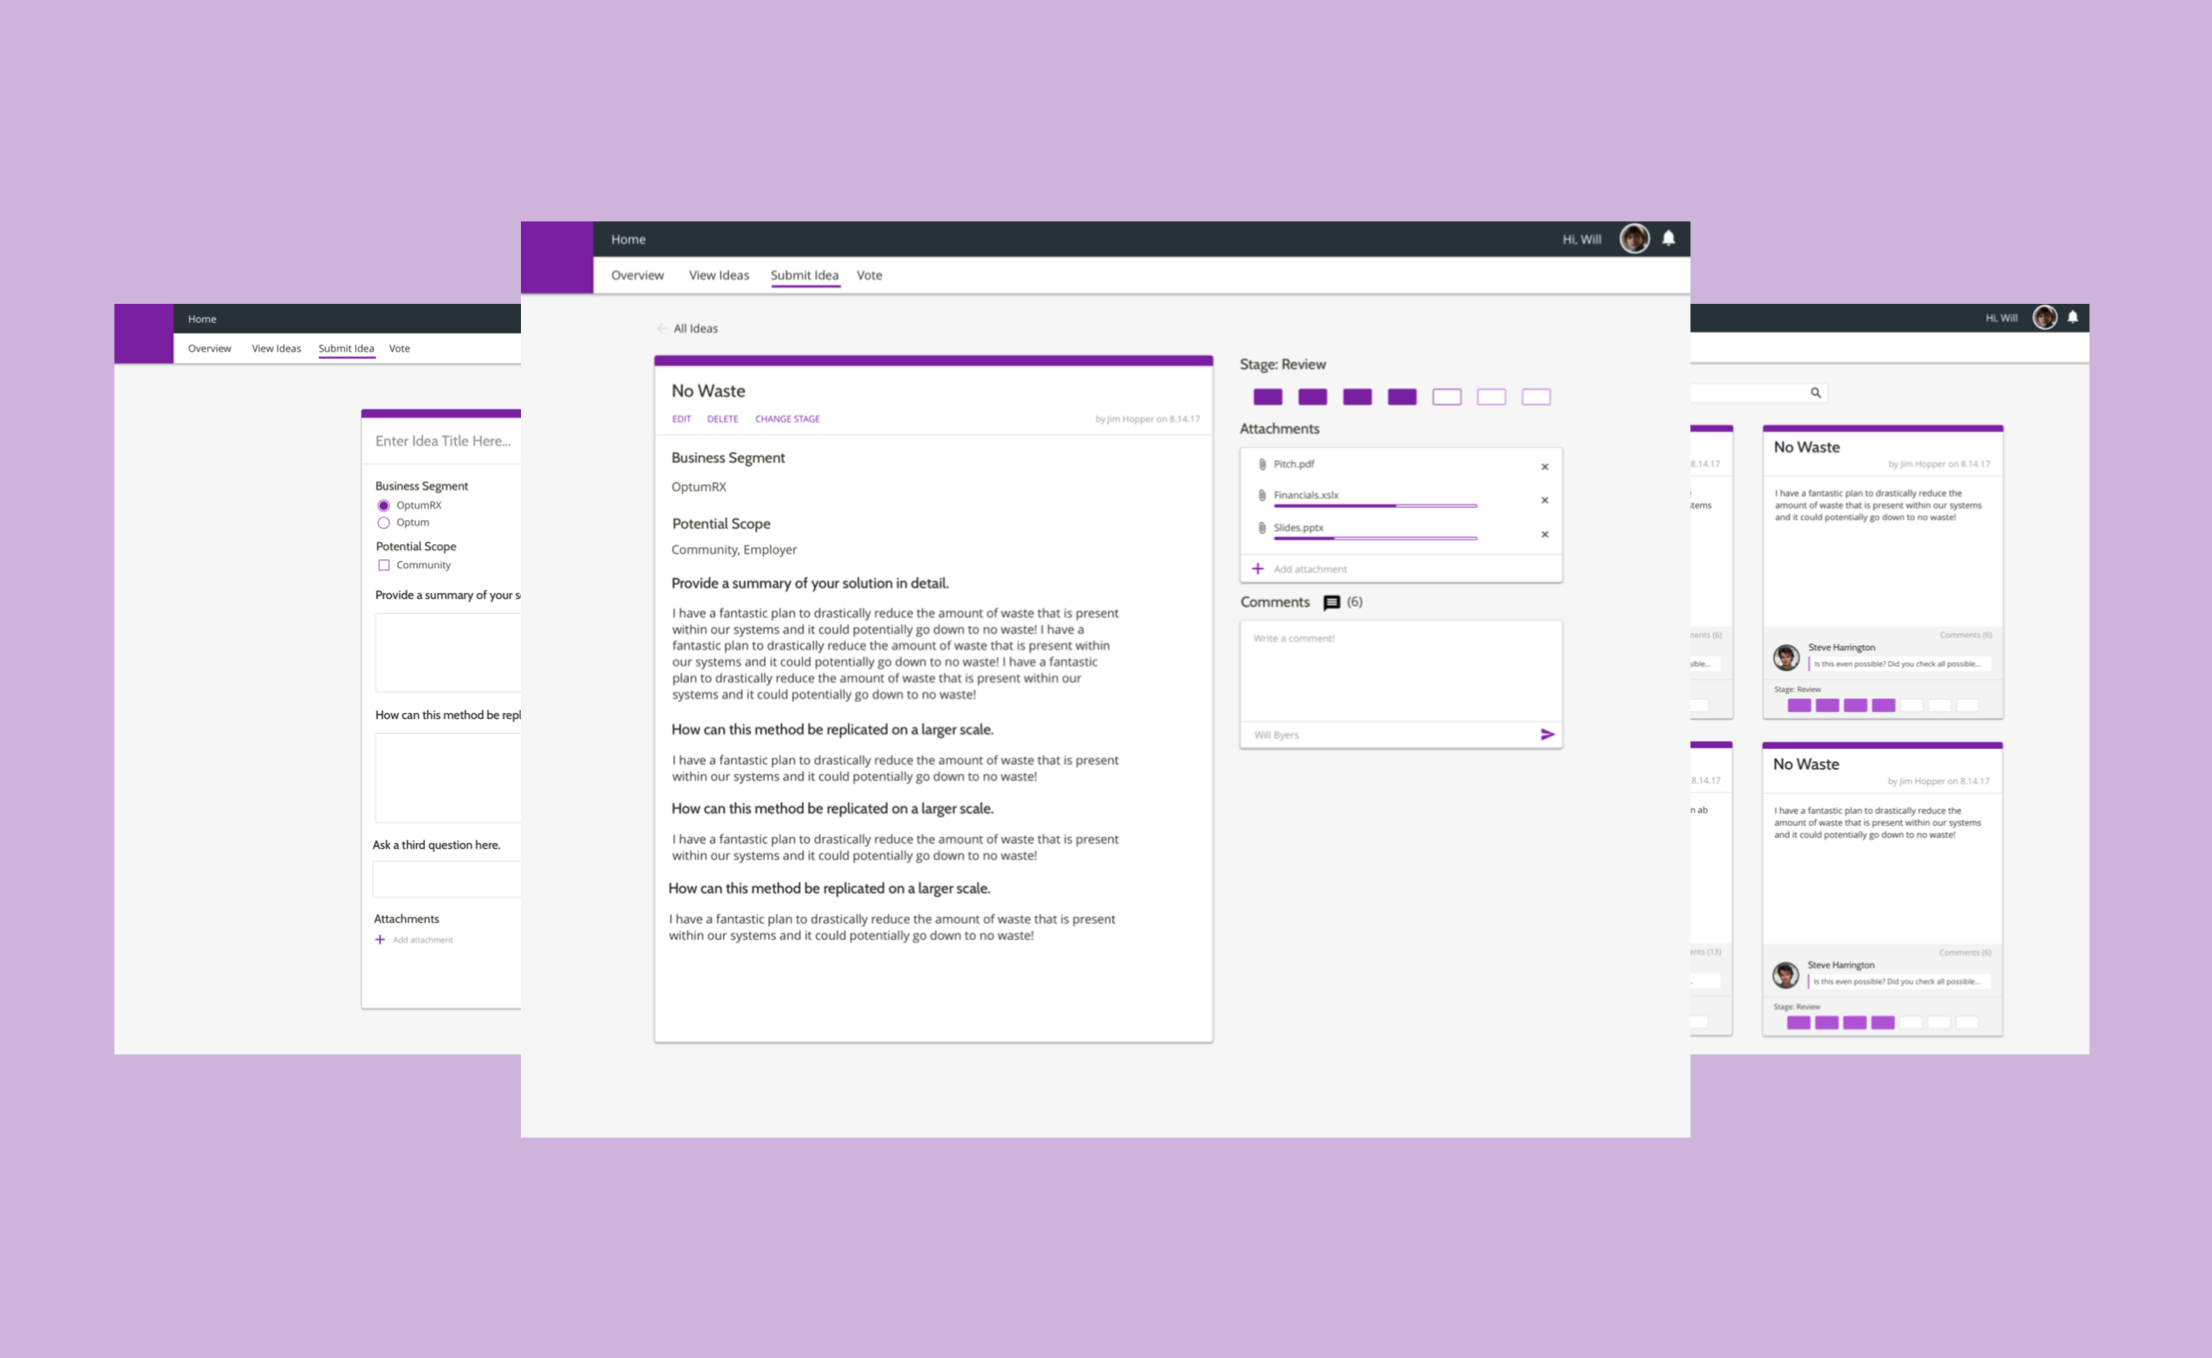 Home
Overview View Ideas Submit Idea Vote
Enter Idea Title Here...
Business Segment
OptumRX
Optum
Potential Scope
Community
Provide a summary of your s
How can this method be repl
Ask a third question here.
Attachments
Add attachment
Home Hi, Will
Overview View Ideas Submit Idea Vote
All Ideas
No Waste
EDIT DELETE CHANGE STAGE by Jim Hopper on 8.14.17
Business Segment
OptumRX
Potential Scope
Community, Employer
Provide a summary of your solution in detail.
I have a fantastic plan to drastically reduce the amount of waste that is present
within our systems and it could potentially go down to no waste! I have a
fantastic plan to drastically reduce the amount of waste that is present within
our systems and it could potentially go down to no waste! I have a fantastic
plan to drastically reduce the amount of waste that is present within our
systems and it could potentially go down to no waste!
How can this method be replicated on a larger scale.
I have a fantastic plan to drastically reduce the amount of waste that is present
within our systems and it could potentially go down to no waste!
How can this method be replicated on a larger scale.
I have a fantastic plan to drastically reduce the amount of waste that is present
within our systems and it could potentially go down to no waste!
How can this method be replicated on a larger scale.
I have a fantastic plan to drastically reduce the amount of waste that is present
within our systems and it could potentially go down to no waste!
Stage: Review
Attachments
Pitch.pdf
Financials.xslx
Slides.pptx
Add attachment
Comments (6)
Write a comment!
Will Byers
Hi, Will
8.14.17
tems
nents (6)
sible...
8.14.17
n ab
ents (13)
No Waste
by Jim Hopper on 8.14.17
I have a fantastic plan to drastically reduce the
amount of waste that is present within our systems
and it could potentially go down to no waste!
Comments (6)
Steve Harrington
Is this even possible? Did you check all possible...
Stage: Review
No Waste
by Jim Hopper on 8.14.17
I have a fantastic plan to drastically reduce the
amount of waste that is present within our systems
and it could potentially go down to no waste!
Comments (6)
Steve Harrington
Is this even possible? Did you check all possible...
Stage: Review